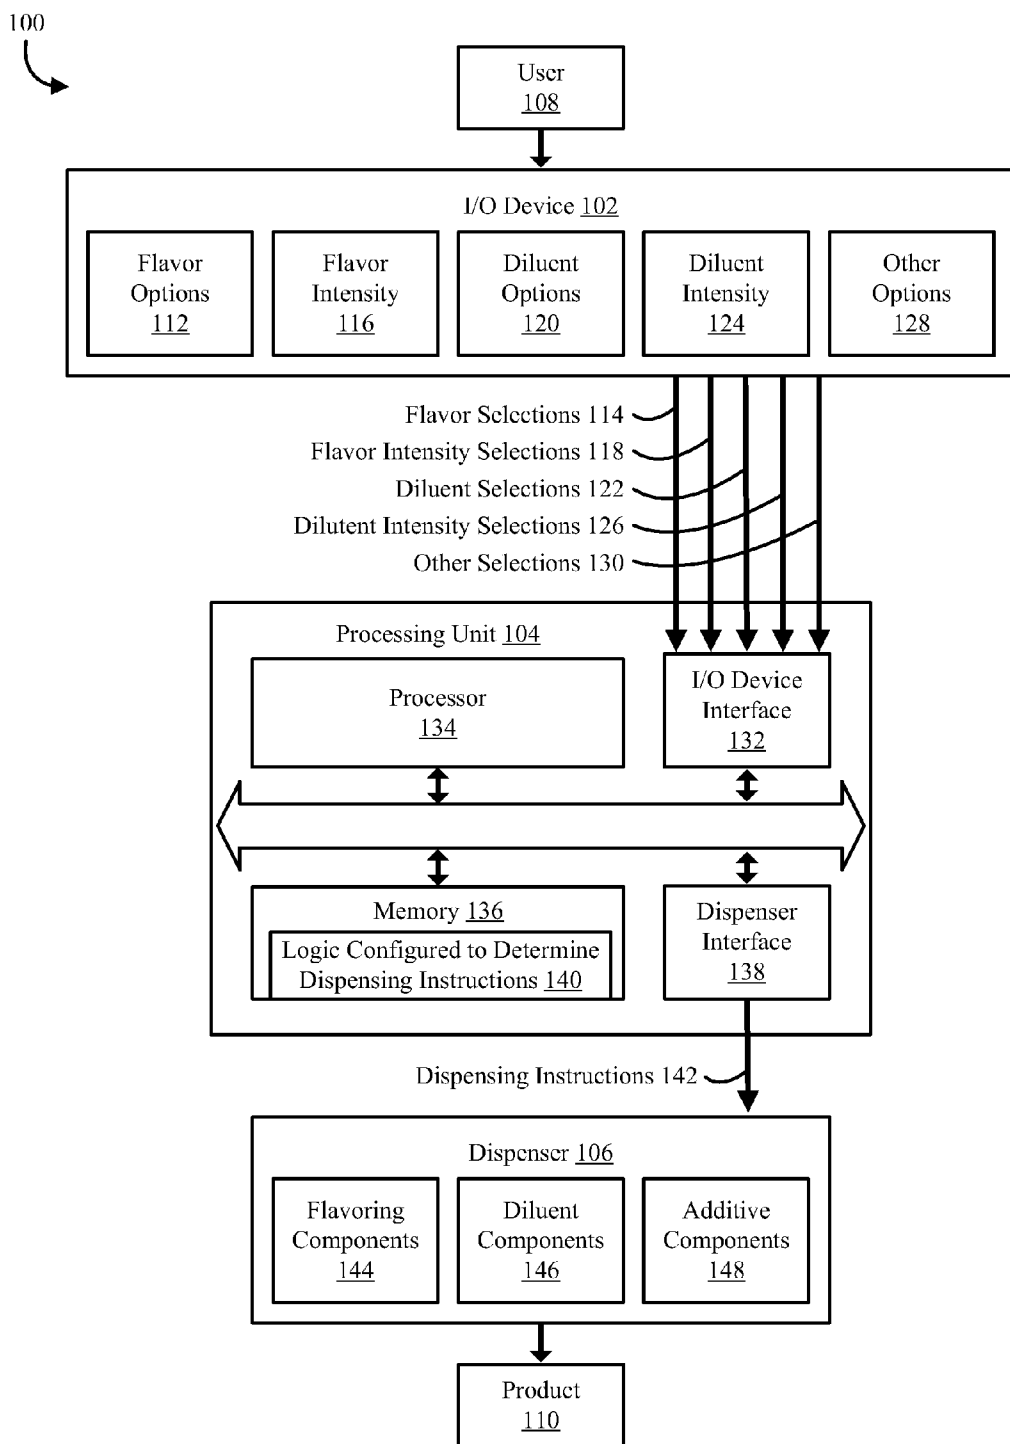 100
User
108
I/O Device 102
Flavor
Options
112
Flavor
Intensity
116
Diluent
Options
120
Diluent
Intensity
124
Other
Options
128
Flavor Selections 114
Flavor Intensity Selections 118
Diluent Selections 122
Dilutent Intensity Selections 126
Other Selections 130
Processing Unit 104
Processor
134
I/O Device
Interface
132
Memory 136
Logic Configured to Determine
Dispensing Instructions 140
Dispenser
Interface
138
Dispensing Instructions 142
Dispenser 106
Flavoring
Components
144
Diluent
Components
146
Additive
Components
148
Product
110